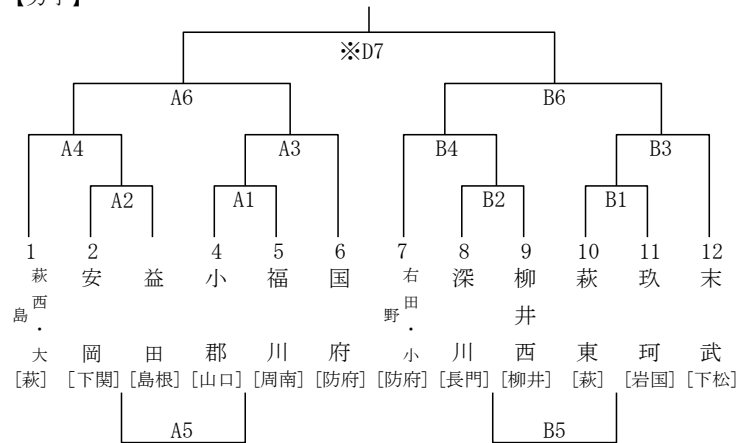 【男子】
※D7
A6 B6
A4 A3 B4 B3
A2 A1 B2 B1
1 2 4 5 6 7 8 9 10 11 12
萩西・大島
安岡
益田
小郡
福川
国府
右田・小野
深川
柳井西
萩東
玖珂
末武
[萩] [下関] [島根] [山口] [周南] [防府] [防府] [長門] [柳井] [萩] [岩国] [下松]
A5 B5